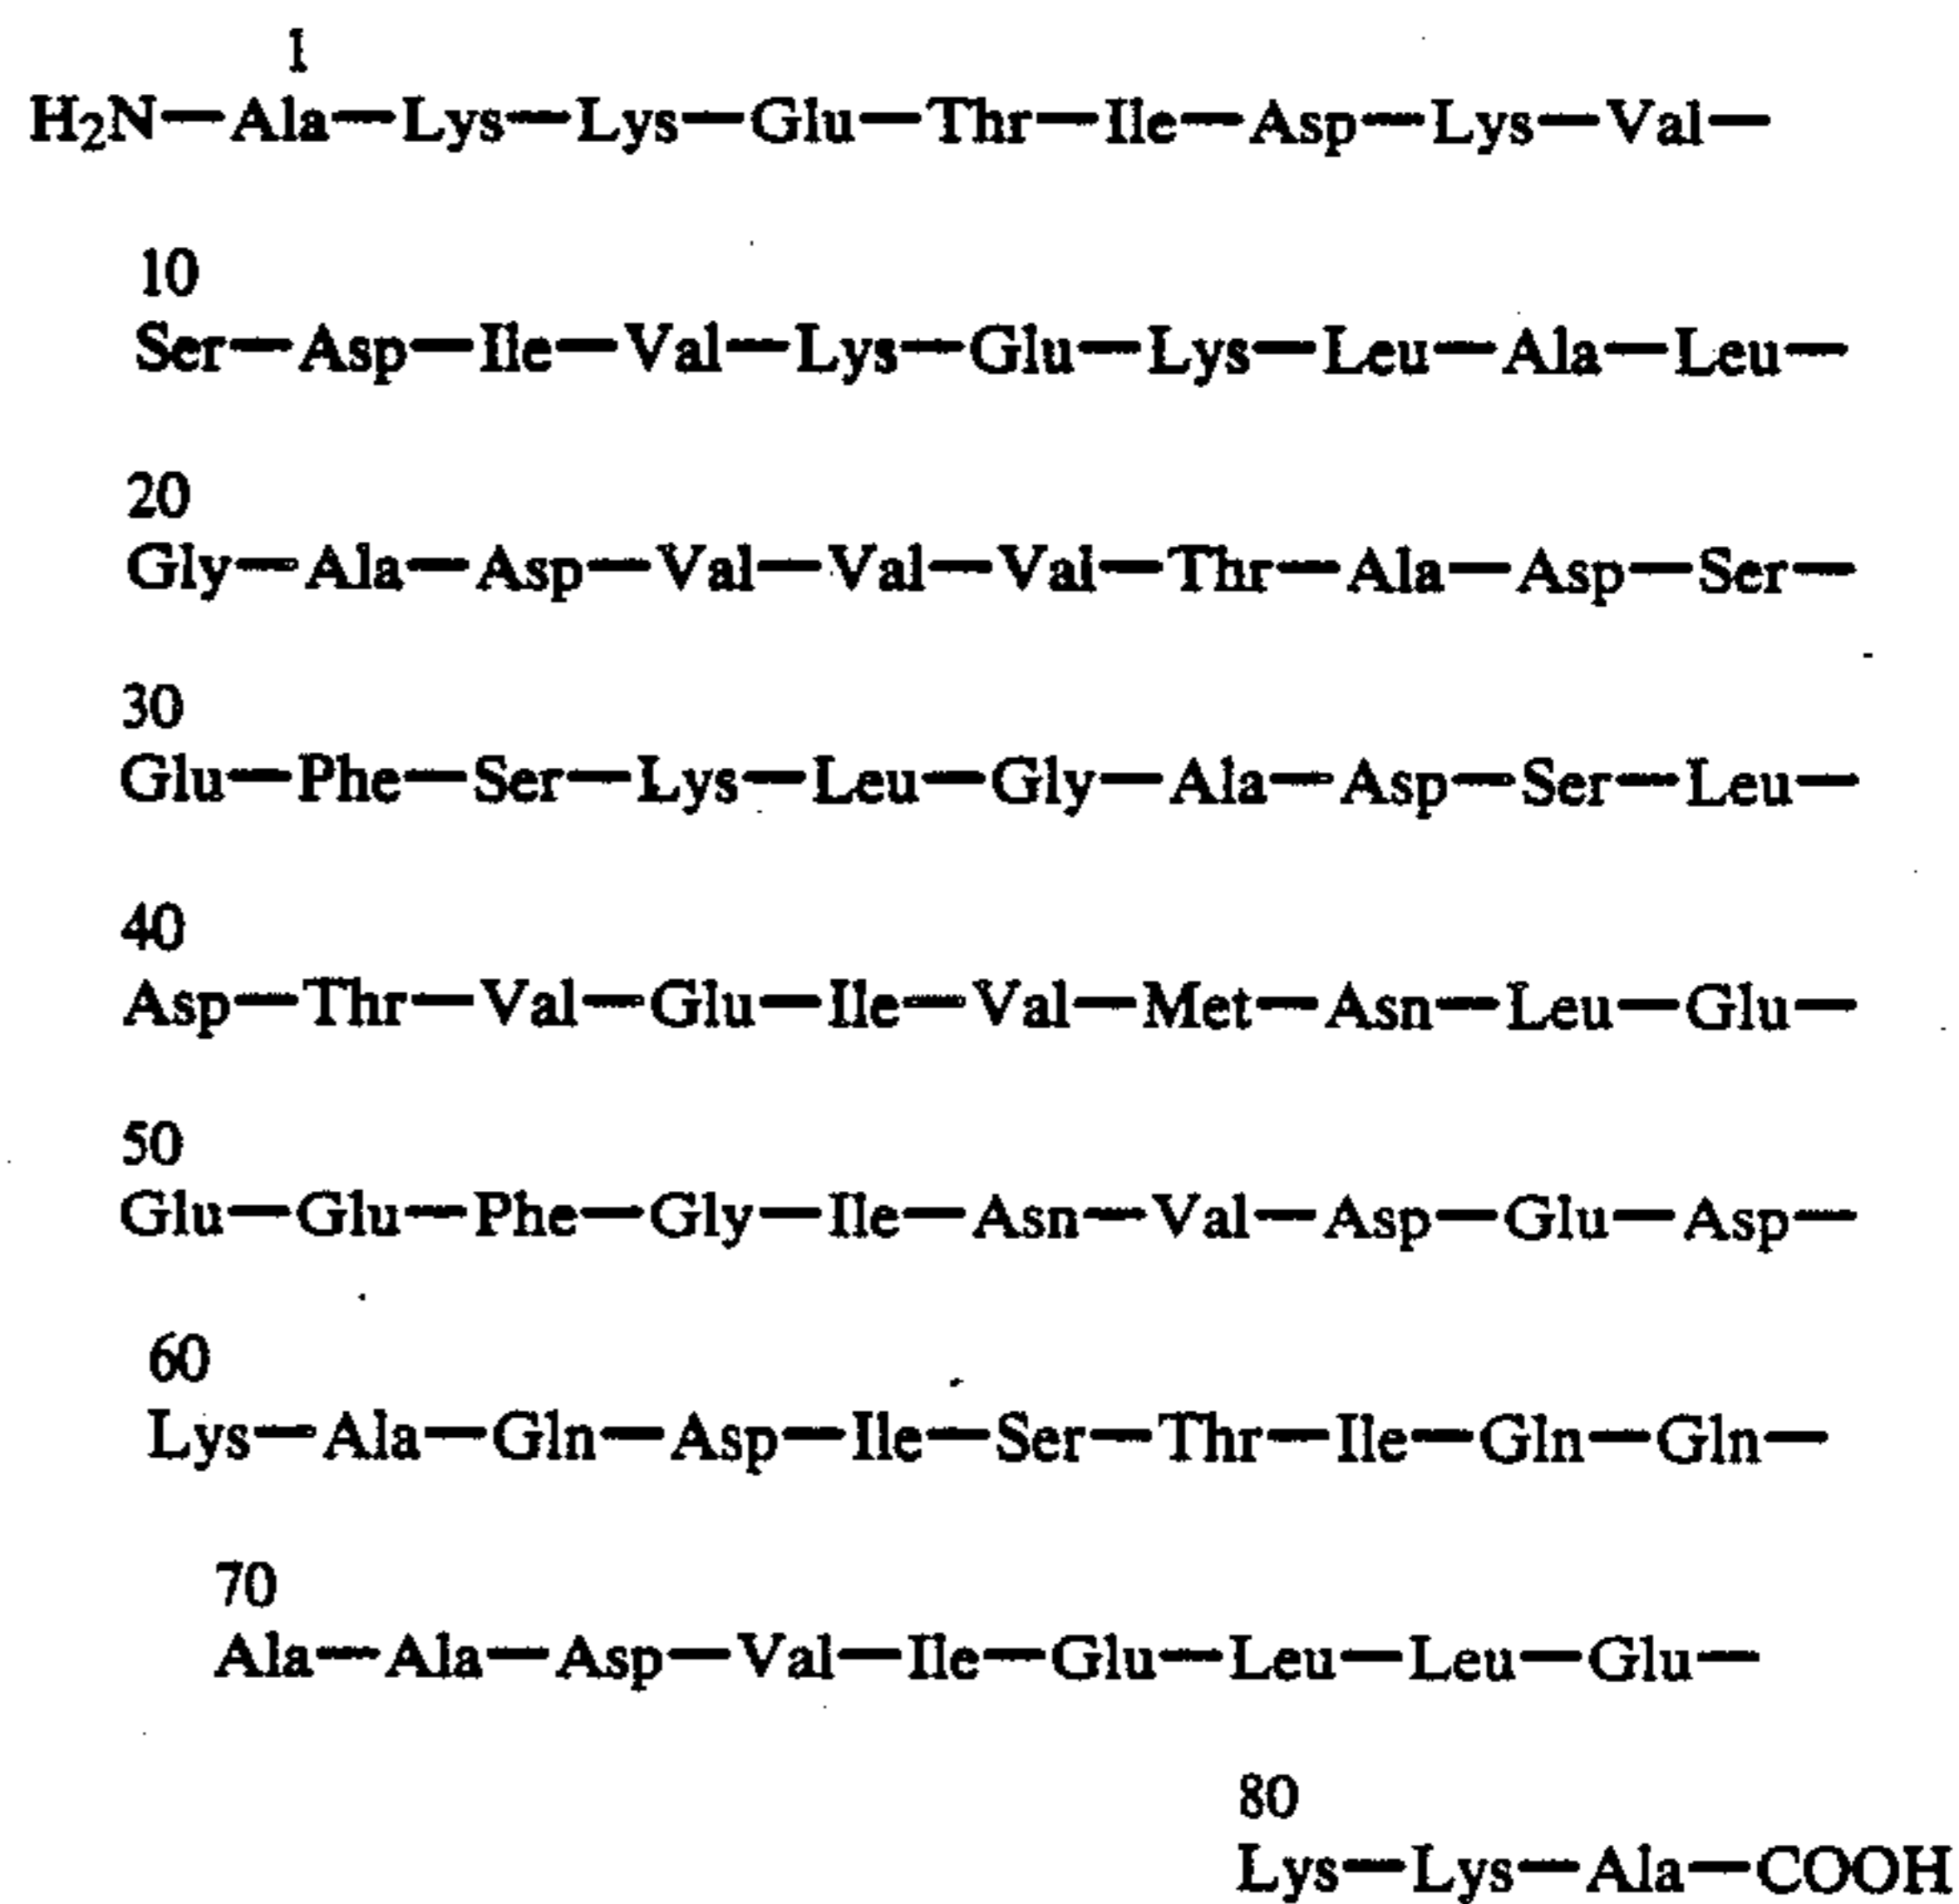 1
H₂N—Ala—Lys—Lys—Glu—Thr—Ile—Asp—Lys—Val—
10
Ser—Asp—Ile—Val—Lys—Glu—Lys—Leu—Ala—Leu—
20
Gly—Ala—Asp—Val—Val—Val—Thr—Ala—Asp—Ser—
30
Glu—Phe—Ser—Lys—Leu—Gly—Ala—Asp—Ser—Leu—
40
Asp—Thr—Val—Glu—Ile—Val—Met—Asn—Leu—Glu—
50
Glu—Glu—Phe—Gly—Ile—Asn—Val—Asp—Glu—Asp—
60
Lys—Ala—Gln—Asp—Ile—Ser—Thr—Ile—Gln—Gln—
70
Ala—Ala—Asp—Val—Ile—Glu—Leu—Leu—Glu—
80
Lys—Lys—Ala—COOH